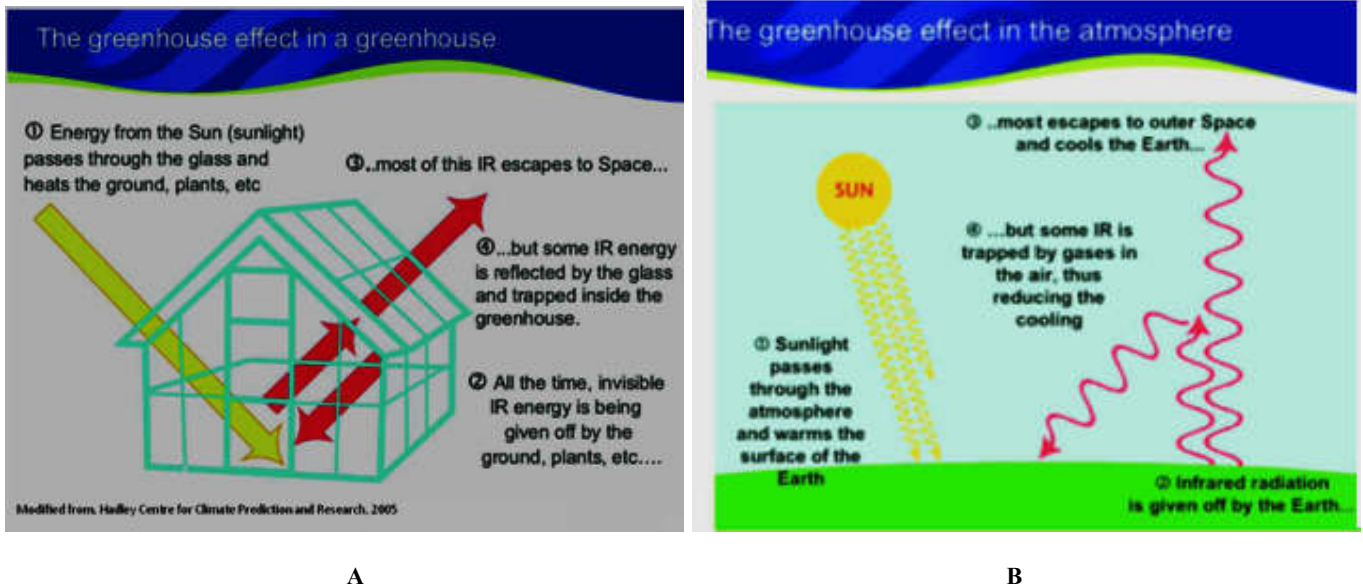 The greenhouse effect in a greenhouse
① Energy from the Sun (sunlight)
passes through the glass and
heats the ground, plants, etc
③..most of this IR escapes to Space...
④...but some IR energy
is reflected by the glass
and trapped inside the
greenhouse.
② All the time, invisible
IR energy is being
given off by the
ground, plants, etc....
Modified from, Hadley Centre for Climate Prediction and Research, 2005
A
The greenhouse effect in the atmosphere
③ ..most escapes to outer Space
and cools the Earth...
SUN
④ ...but some IR is
trapped by gases in
the air, thus
reducing the
cooling
① Sunlight
passes
through the
atmosphere
and warms the
surface of the
Earth
② Infrared radiation
is given off by the Earth...
B